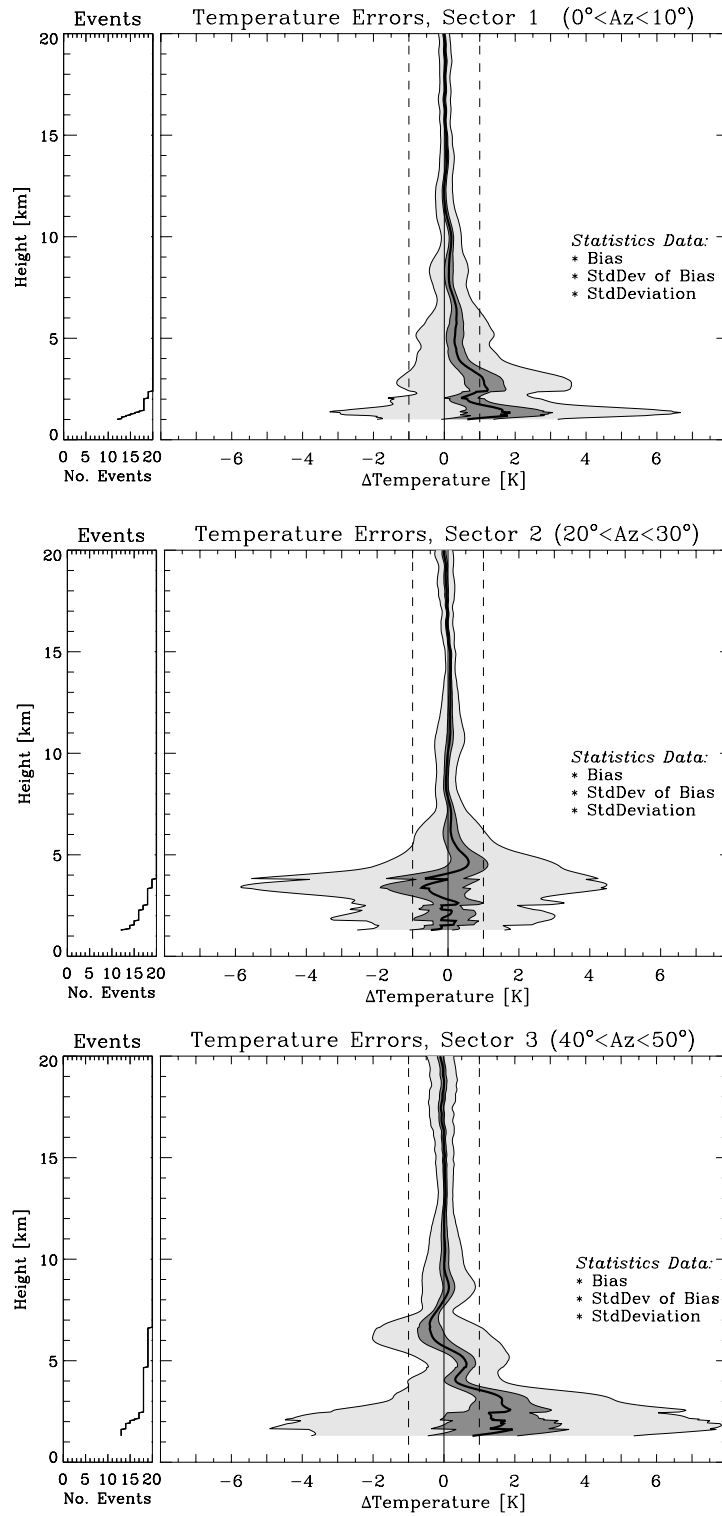 Temperature Errors, Sector 1 (0°<Az<10°)
20
15
10
5
0
Height [km]
Statistics Data:
* Bias
* StdDev of Bias
* StdDeviation
0 5 10 15 20
No. Events
-6 -4 -2 0 2 4 6
ΔTemperature [K]
Events
Temperature Errors, Sector 2 (20°<Az<30°)
20
15
10
5
0
Height [km]
Statistics Data:
* Bias
* StdDev of Bias
* StdDeviation
0 5 10 15 20
No. Events
-6 -4 -2 0 2 4 6
ΔTemperature [K]
Events
Temperature Errors, Sector 3 (40°<Az<50°)
20
15
10
5
0
Height [km]
Statistics Data:
* Bias
* StdDev of Bias
* StdDeviation
0 5 10 15 20
No. Events
-6 -4 -2 0 2 4 6
ΔTemperature [K]